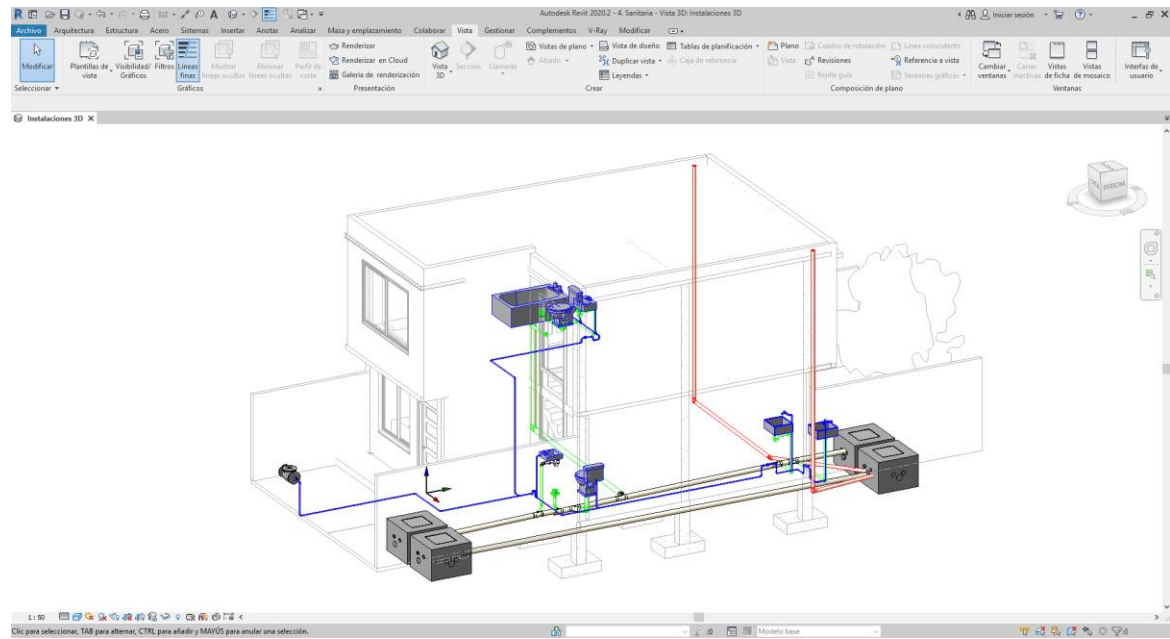 Autodesk Revit 2020.2 - 4. Sanitaria - Vista 3D: Instalaciones 3D
Iniciar sesión
Archivo Arquitectura Estructura Acero Sistemas Insertar Anotar Analizar Masa y emplazamiento Colaborar Vista Gestionar Complementos V-Ray Modificar
Modificar
Plantillas de vista
Visibilidad/ Gráficos
Filtros
Líneas finas
Mostrar líneas ocultas
Eliminar líneas ocultas
Perfil de corte
Renderizar
Renderizar en Cloud
Galería de renderización
Vista 3D
Sección
Llamada
Vistas de plano
Alzado
Vista de diseño
Duplicar vista
Leyendas
Tablas de planificación
Caja de referencia
Plano
Vista
Cuadro de rotulación
Revisiones
Rejilla guía
Línea coincidente
Referencia a vista
Ventanas gráficas
Cambiar ventanas
Cerrar inactivas
Vistas de ficha
Vistas de mosaico
Interfaz de usuario
Seleccionar
Gráficos
Presentación
Crear
Composición de plano
Ventanas
Instalaciones 3D
DERECHA
1 : 50
Clic para seleccionar, TAB para alternar, CTRL para añadir y MAYÚS para anular una selección.
:0
Modelo base
:0